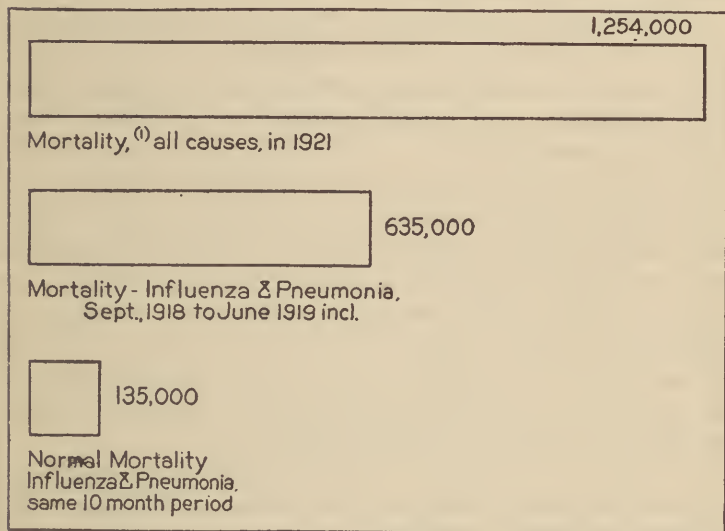 1,254,000
Mortality, (1) all causes, in 1921
635,000
Mortality - Influenza & Pneumonia,
Sept., 1918 to June 1919 incl.
135,000
Normal Mortality
Influenza & Pneumonia,
same 10 month period